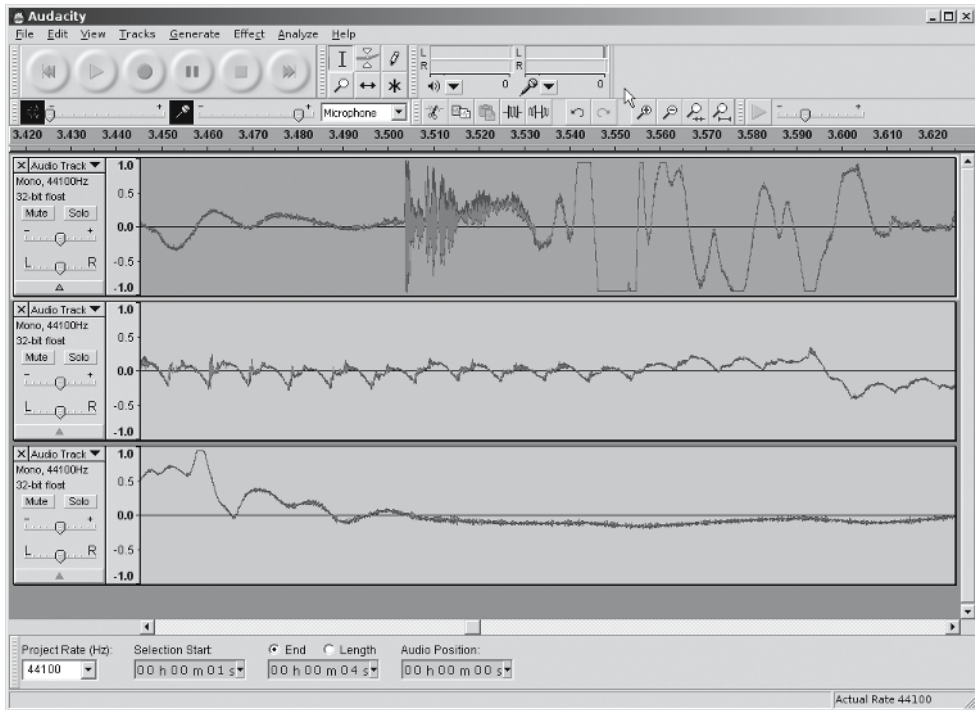 Audacity
File Edit View Tracks Generate Effect Analyze Help
L
R
0
L
R
0
- +
- +
Microphone
- +
3.420 3.430 3.440 3.450 3.460 3.470 3.480 3.490 3.500 3.510 3.520 3.530 3.540 3.550 3.560 3.570 3.580 3.590 3.600 3.610 3.620
X Audio Track
Mono, 44100Hz
32-bit float
Mute Solo
- +
L R
1.0
0.5
0.0
-0.5
-1.0
X Audio Track
Mono, 44100Hz
32-bit float
Mute Solo
- +
L R
1.0
0.5
0.0
-0.5
-1.0
X Audio Track
Mono, 44100Hz
32-bit float
Mute Solo
- +
L R
1.0
0.5
0.0
-0.5
-1.0
Project Rate (Hz): Selection Start: End Length Audio Position:
44100 00 h 00 m 01 s 00 h 00 m 04 s 00 h 00 m 00 s
Actual Rate 44100